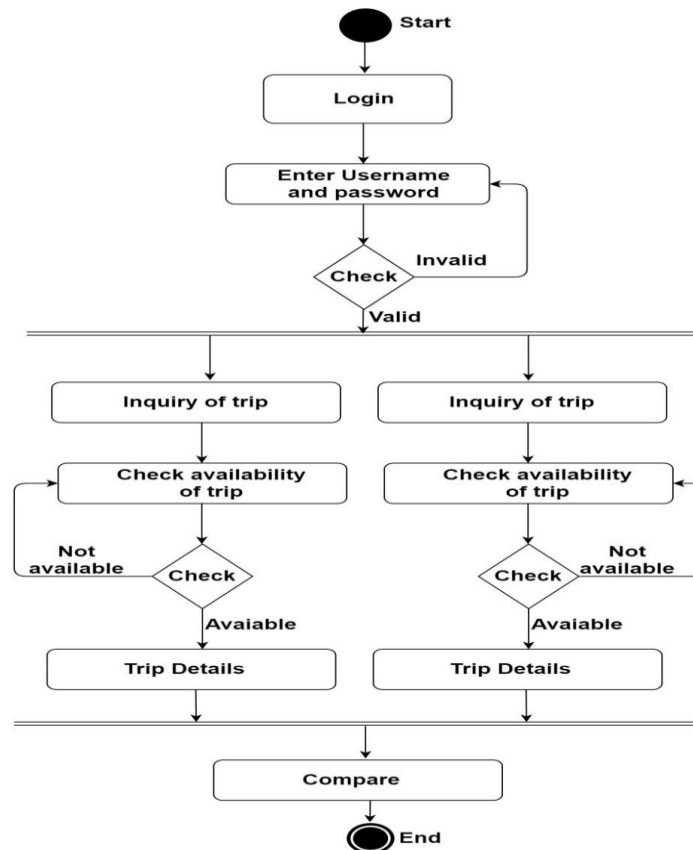 Start
Login
Enter Username
and password
Check
Invalid
Valid
Inquiry of trip
Inquiry of trip
Check availability
of trip
Check availability
of trip
Not
available
Check
Check
Not
available
Avaiable
Avaiable
Trip Details
Trip Details
Compare
End